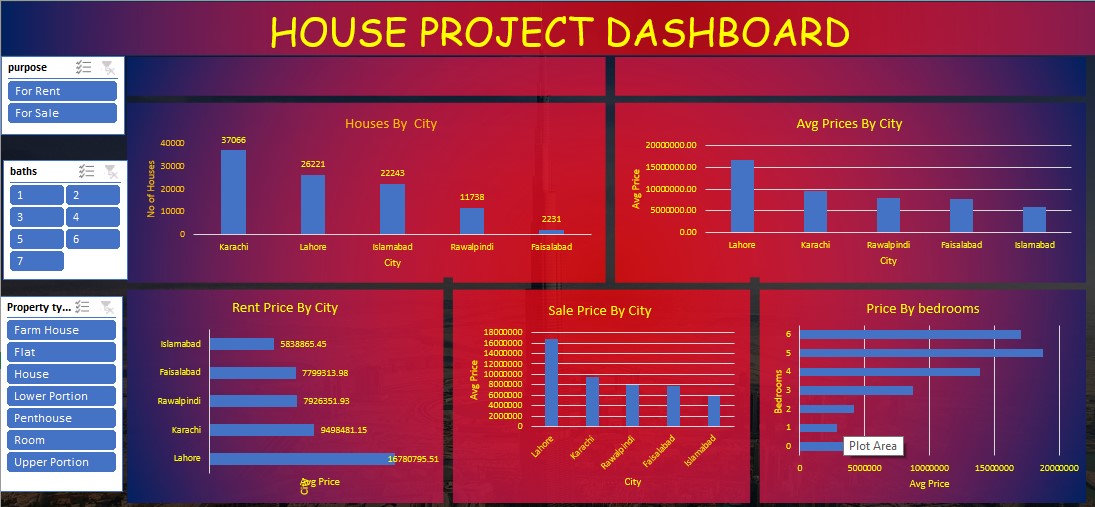 HOUSE PROJECT DASHBOARD
purpose
For Rent
For Sale
baths
1 2
3 4
5 6
7
Property ty...
Farm House
Flat
House
Lower Portion
Penthouse
Room
Upper Portion
Houses By City
No of Houses
40000
30000
20000
10000
0
37066
26221
22243
11738
2231
Karachi Lahore Islamabad Rawalpindi Faisalabad
City
Avg Prices By City
Avg Price
20000000.00
15000000.00
10000000.00
5000000.00
0.00
Lahore Karachi Rawalpindi Faisalabad Islamabad
City
Rent Price By City
Islamabad 5838865.45
Faisalabad 7799313.98
Rawalpindi 7926351.93
Karachi 9498481.15
Lahore 16780795.51
Avg Price
City
Sale Price By City
Avg Price
18000000
16000000
14000000
12000000
10000000
8000000
6000000
4000000
2000000
0
Lahore Karachi Rawalpindi Faisalabad Islamabad
City
Price By bedrooms
Bedrooms
6
5
4
3
2
1
0
Plot Area
0 5000000 10000000 15000000 20000000
Avg Price